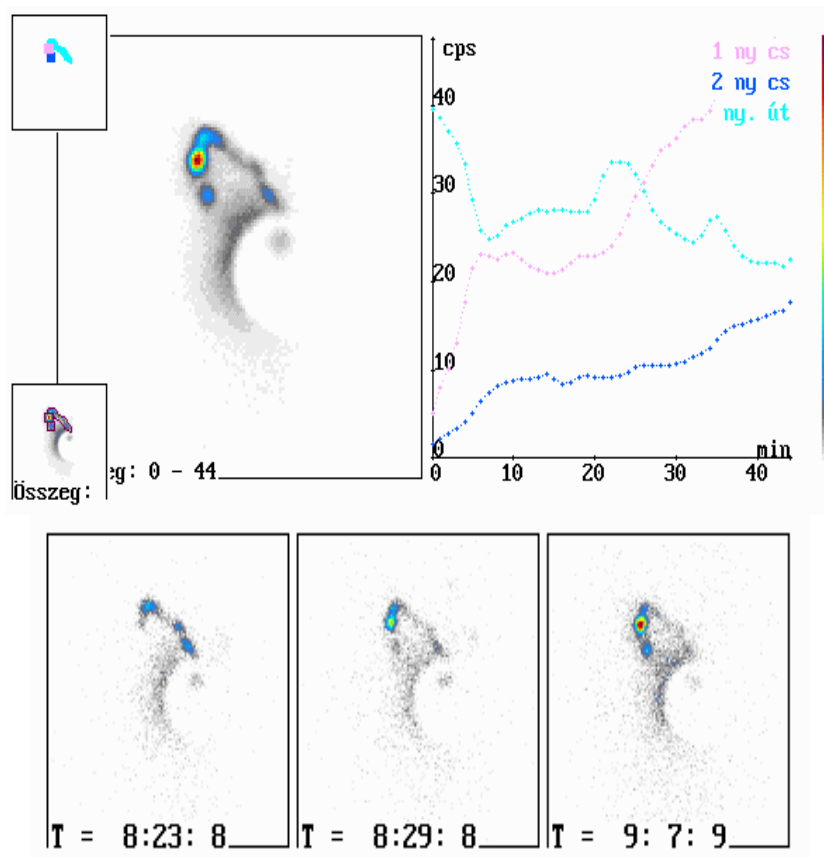 cps
1 ny cs
2 ny cs
ny. út
40
30
20
10
0
min
0 10 20 30 40
eg: 0 - 44
Összeg:
T = 8:23: 8
T = 8:29: 8
T = 9: 7: 9